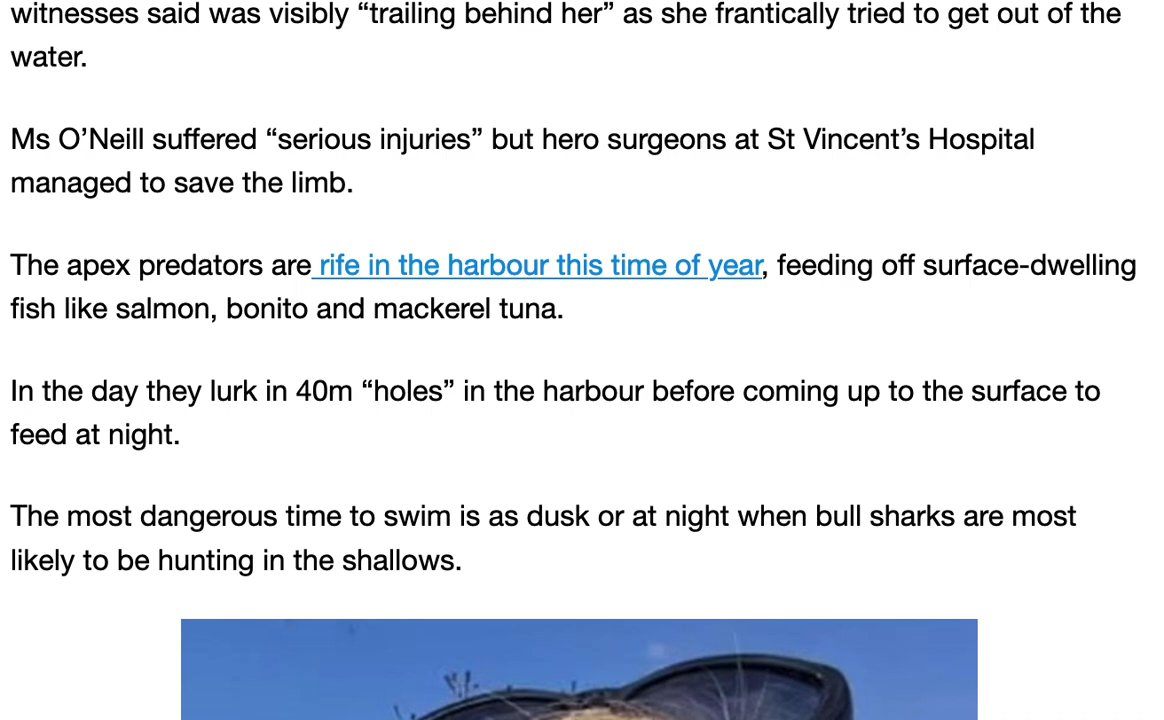 witnesses said was visibly “trailing behind her” as she frantically tried to get out of the
water.
Ms O’Neill suffered “serious injuries” but hero surgeons at St Vincent’s Hospital
managed to save the limb.
The apex predators are rife in the harbour this time of year, feeding off surface-dwelling
fish like salmon, bonito and mackerel tuna.
In the day they lurk in 40m “holes” in the harbour before coming up to the surface to
feed at night.
The most dangerous time to swim is as dusk or at night when bull sharks are most
likely to be hunting in the shallows.